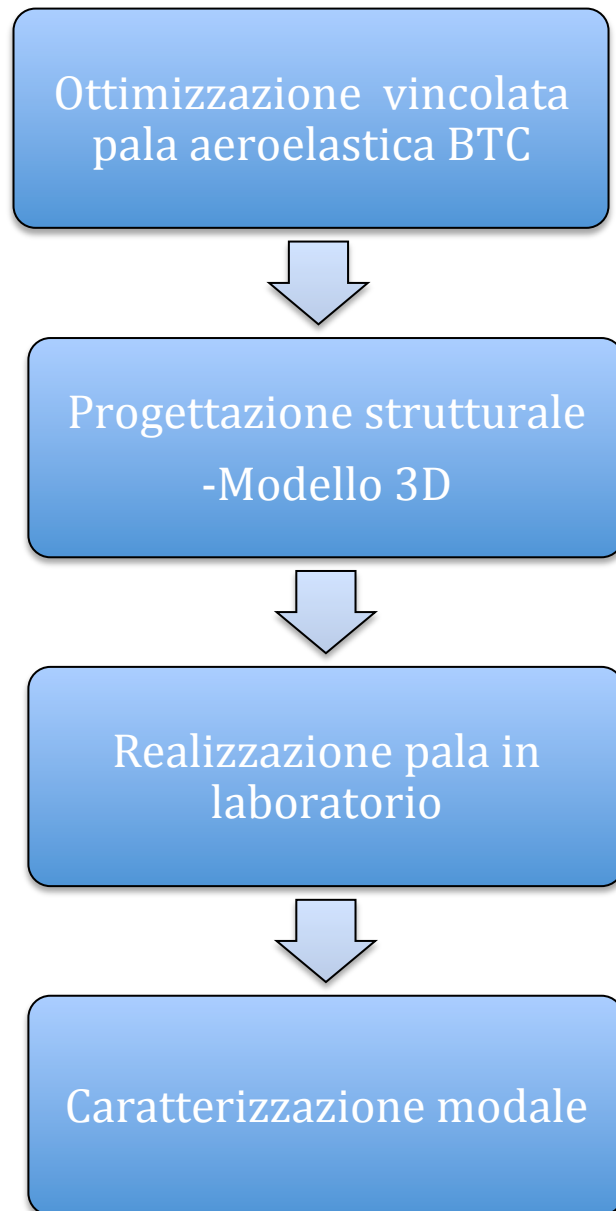 Ottimizzazione vincolata
pala aeroelastica BTC
Progettazione strutturale
-Modello 3D
Realizzazione pala in
laboratorio
Caratterizzazione modale